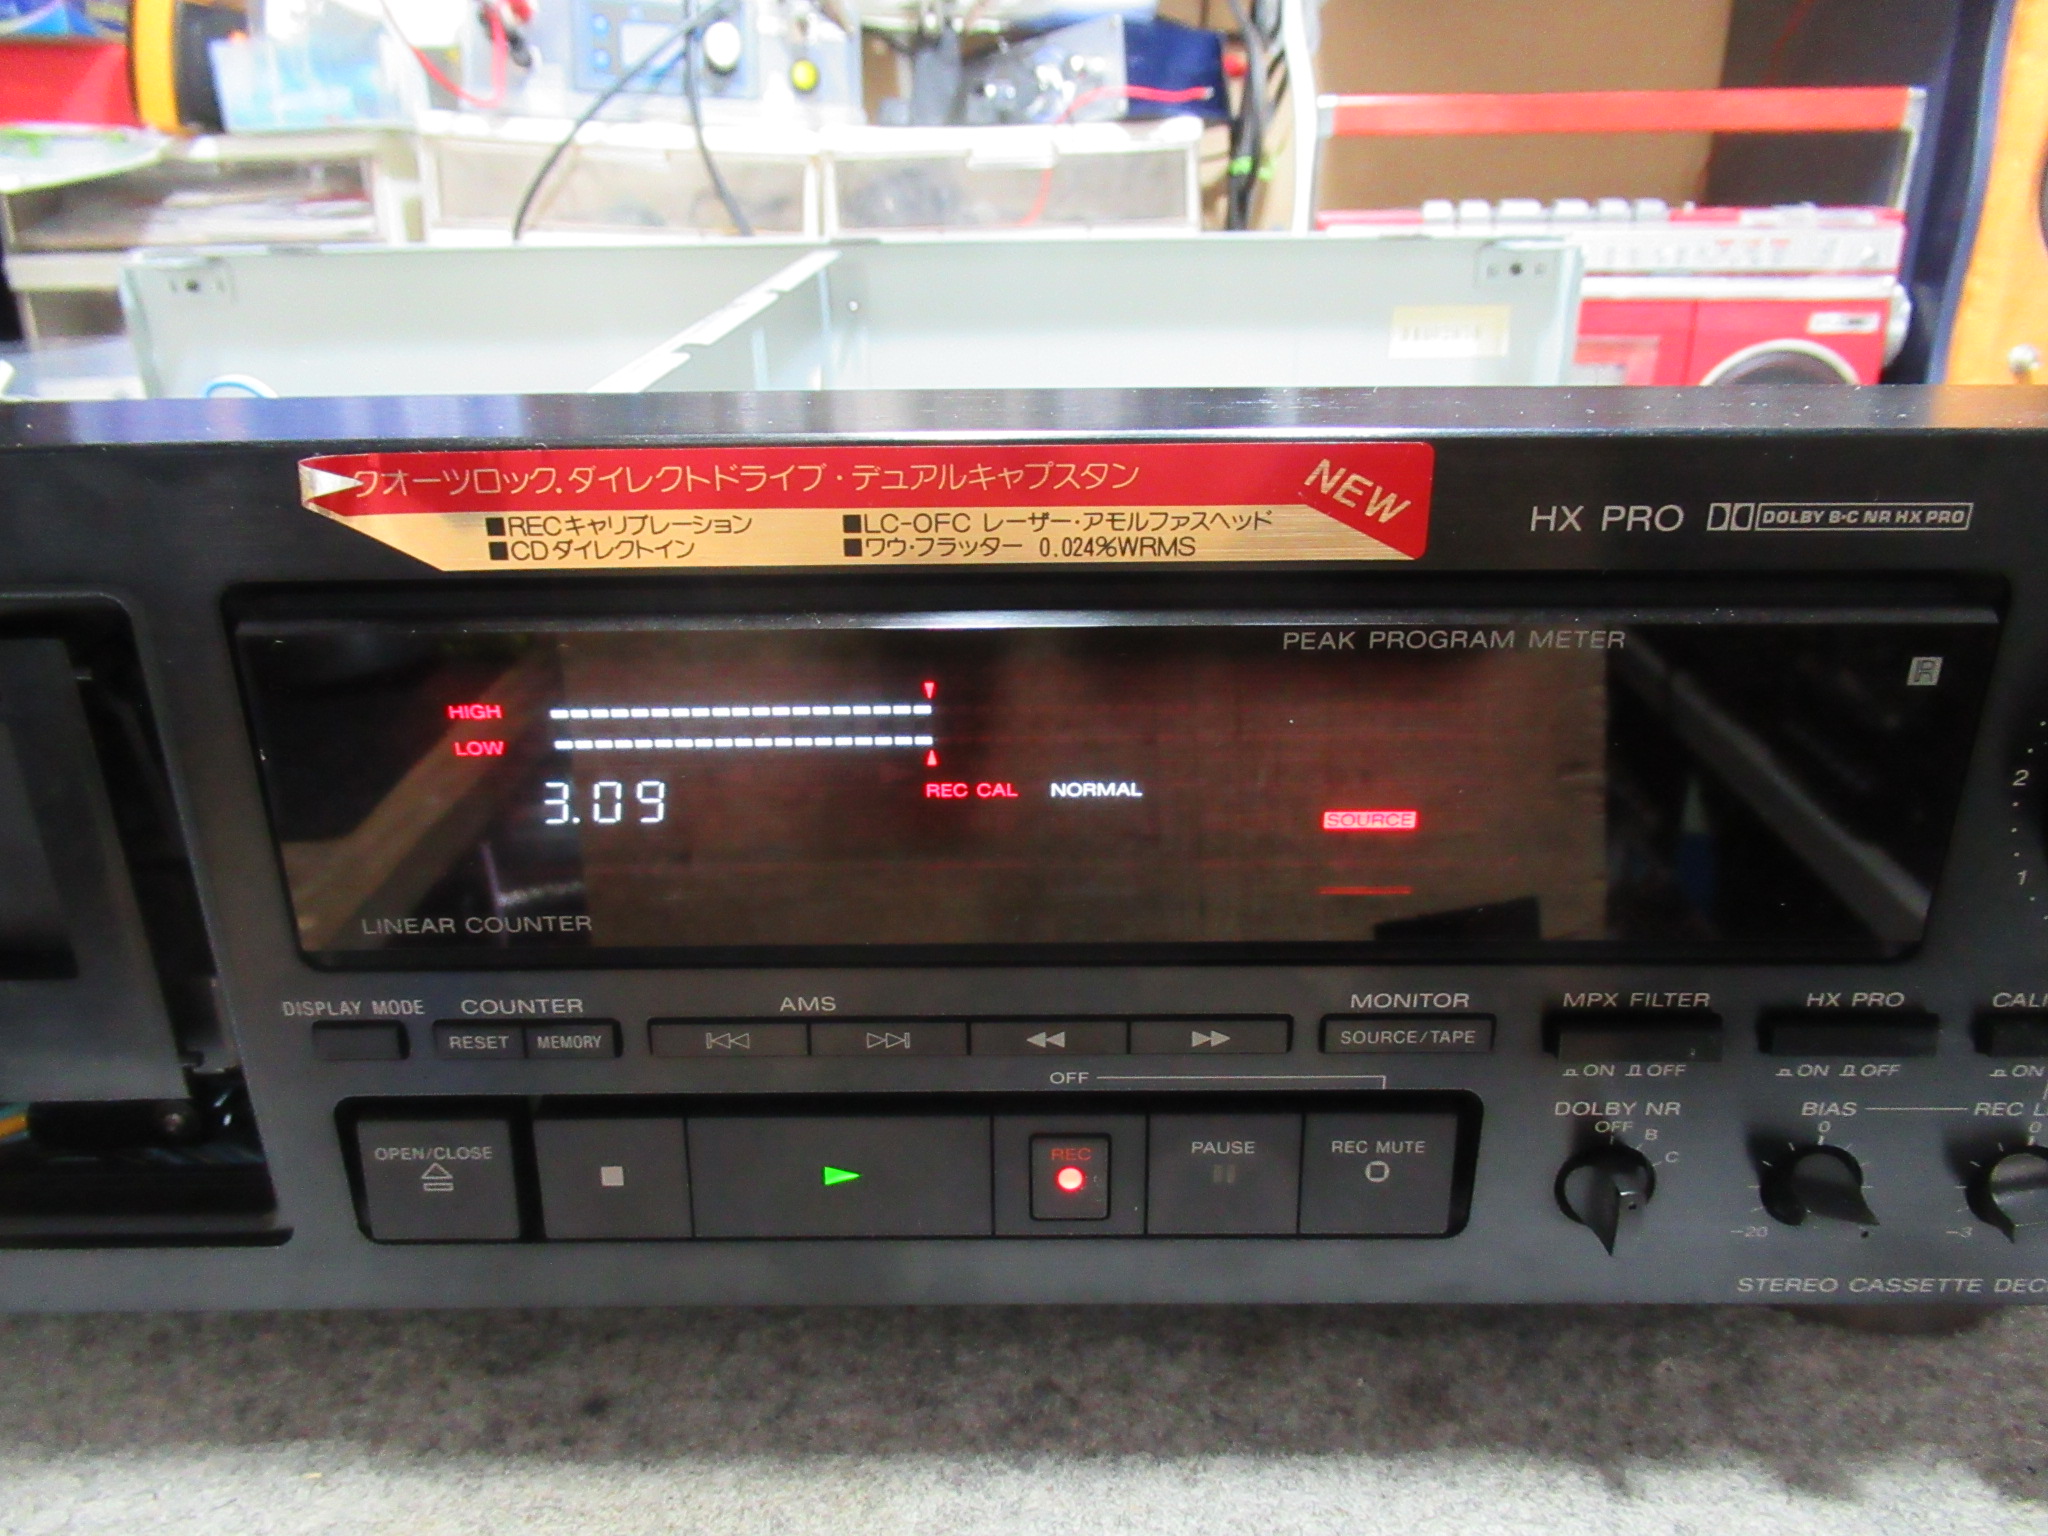 クオーツロック.ダイレクトドライブ・デュアルキャプスタン
NEW
■RECキャリブレーション ■LC-OFC レーザー・アモルファスヘッド
■CDダイレクトイン ■ワウ・フラッター 0.024%WRMS
HX PRO DOLBY B·C NR HX PRO
PEAK PROGRAM METER
HIGH
LOW
3.09
REC CAL NORMAL
SOURCE
LINEAR COUNTER
2
1
DISPLAY MODE COUNTER AMS MONITOR MPX FILTER HX PRO
RESET MEMORY SOURCE/TAPE
ON OFF ON OFF ON
OFF
DOLBY NR BIAS
OFF B C
0 0
-20 -3
OPEN/CLOSE REC PAUSE REC MUTE
STEREO CASSETTE